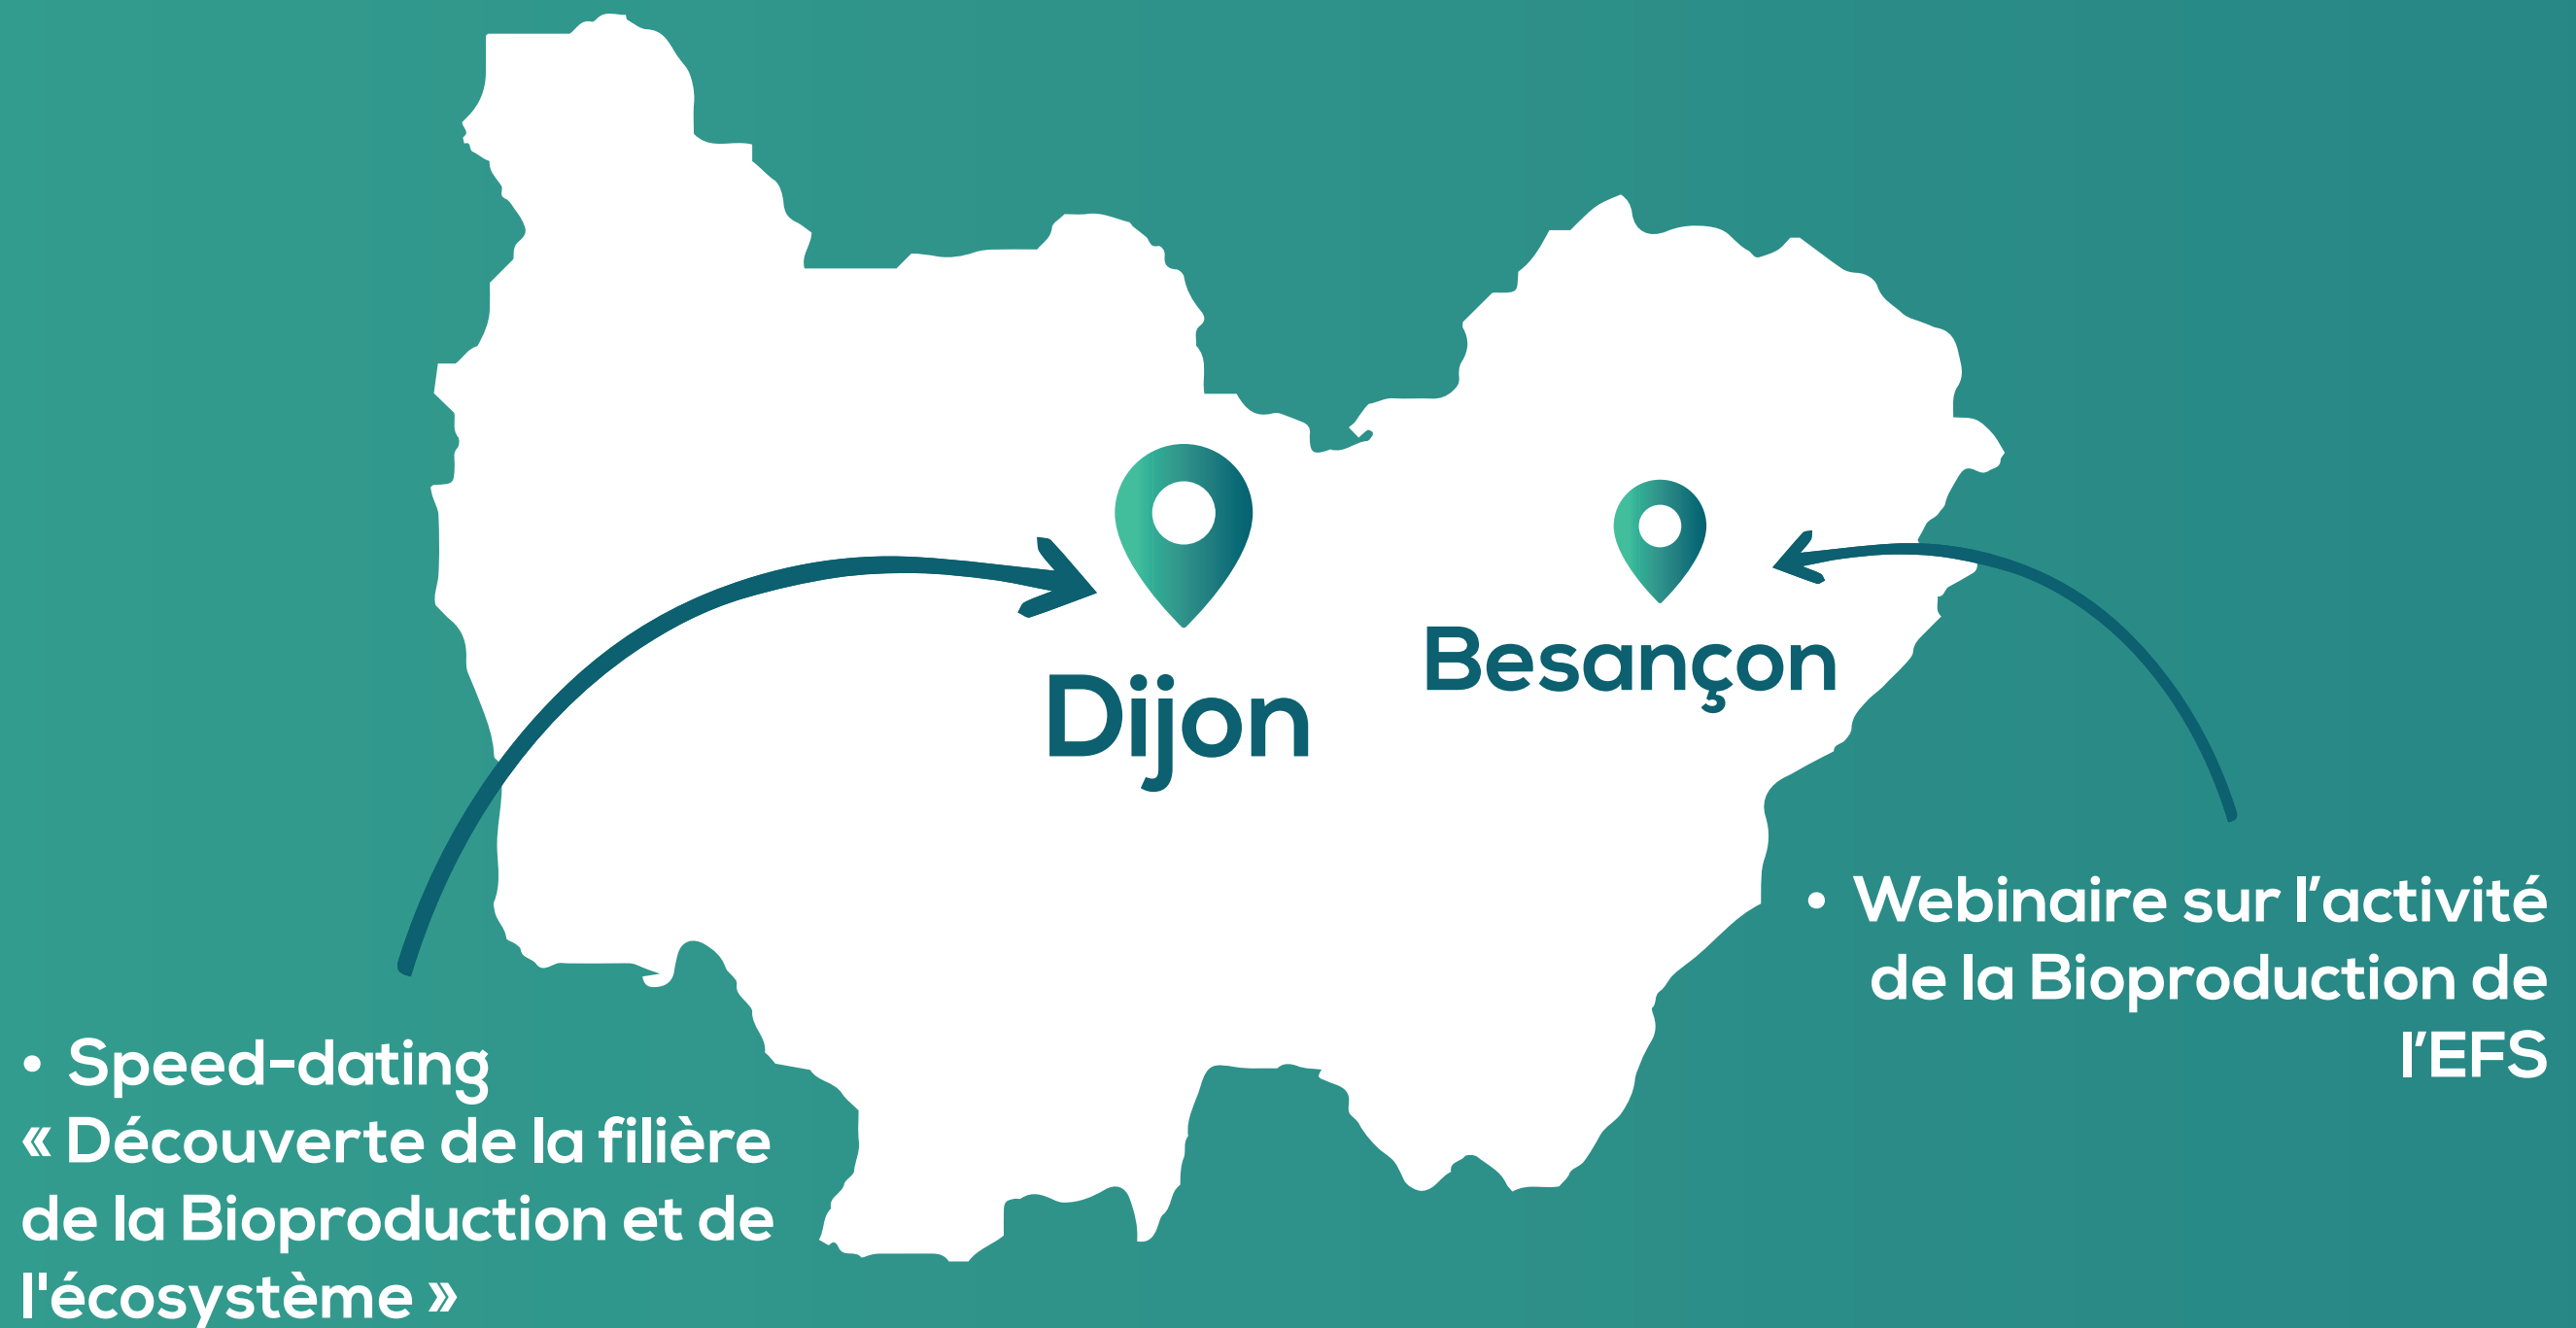 Dijon
Besançon
• Speed-dating
« Découverte de la filière
de la Bioproduction et de
l'écosystème »
• Webinaire sur l’activité
de la Bioproduction de
l’EFS